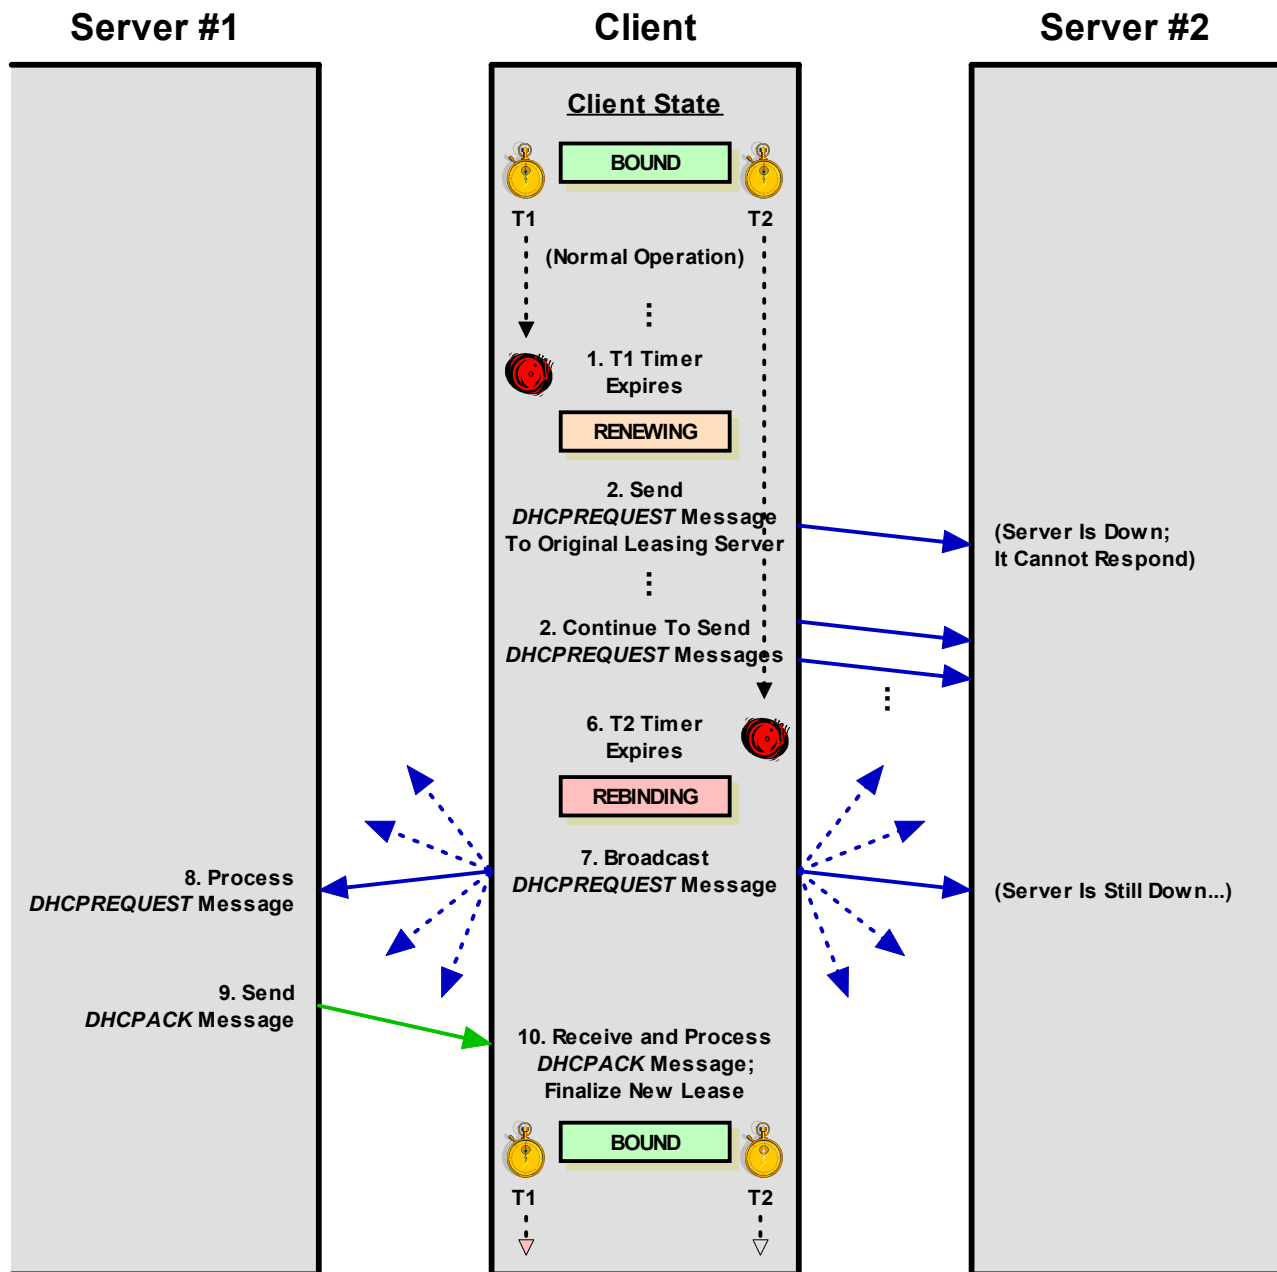 Server #1
Client
Server #2
Client State
BOUND
T1
T2
(Normal Operation)
1. T1 Timer
Expires
RENEWING
2. Send
DHCPREQUEST Message
To Original Leasing Server
(Server Is Down;
It Cannot Respond)
2. Continue To Send
DHCPREQUEST Messages
6. T2 Timer
Expires
REBINDING
7. Broadcast
DHCPREQUEST Message
8. Process
DHCPREQUEST Message
(Server Is Still Down...)
9. Send
DHCPACK Message
10. Receive and Process
DHCPACK Message;
Finalize New Lease
BOUND
T1
T2